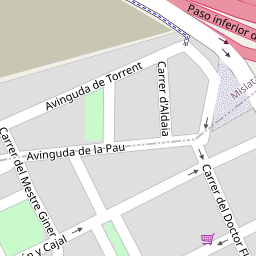 Paso inferior d
Avinguda de Torrent
Carrer d'Aldaia
Mislat
Avinguda de la Pau
Carrer del Mestre Giner
Carrer del Doctor Fl
n y Cajal